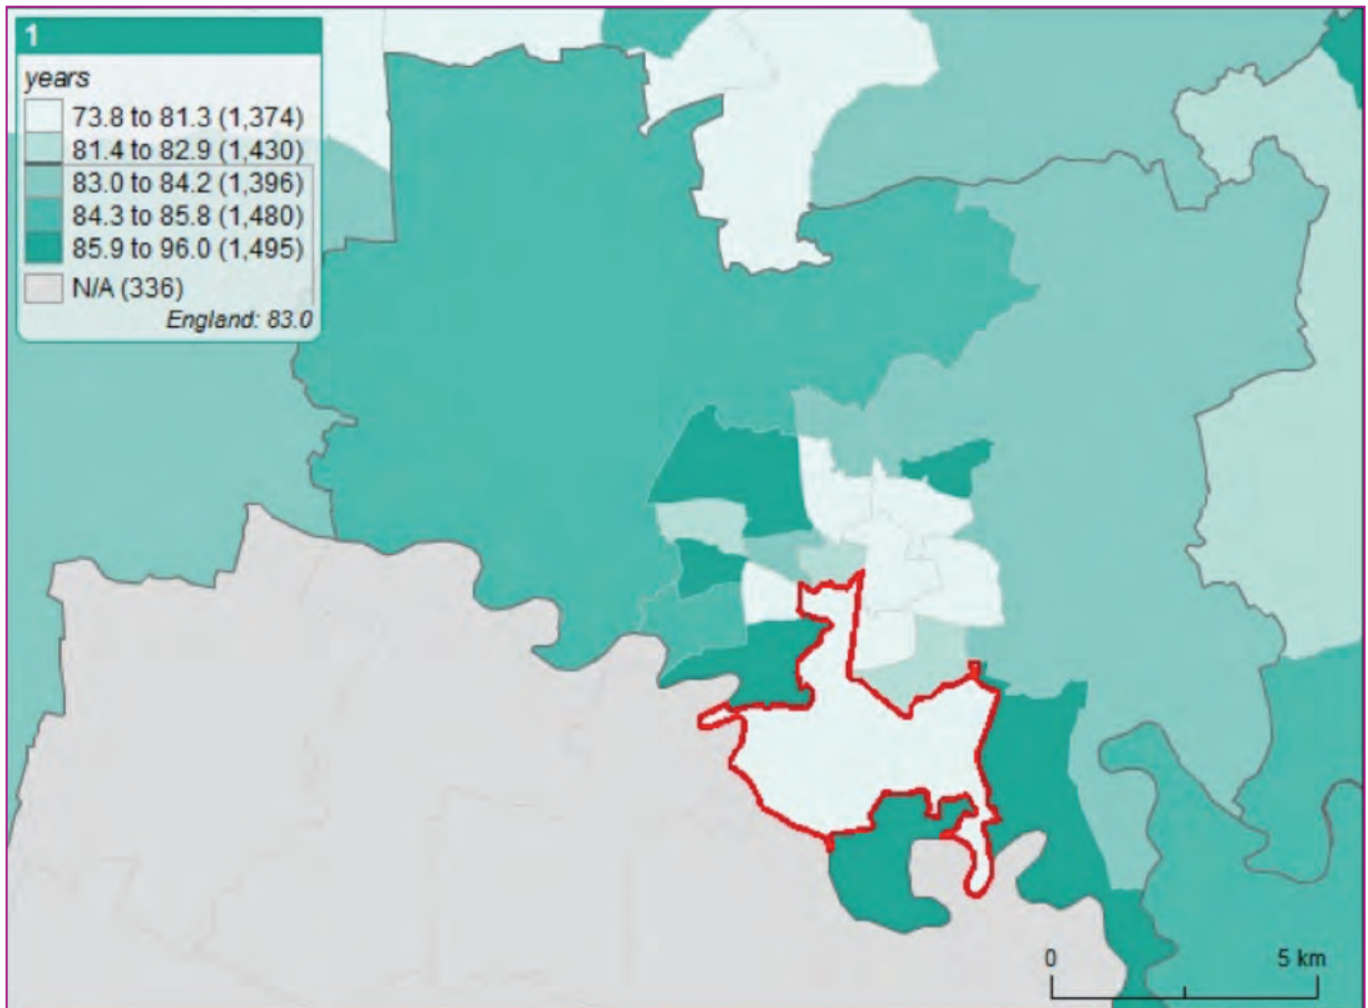 1
years
73.8 to 81.3 (1,374)
81.4 to 82.9 (1,430)
83.0 to 84.2 (1,396)
84.3 to 85.8 (1,480)
85.9 to 96.0 (1,495)
N/A (336)
England: 83.0
0 5 km